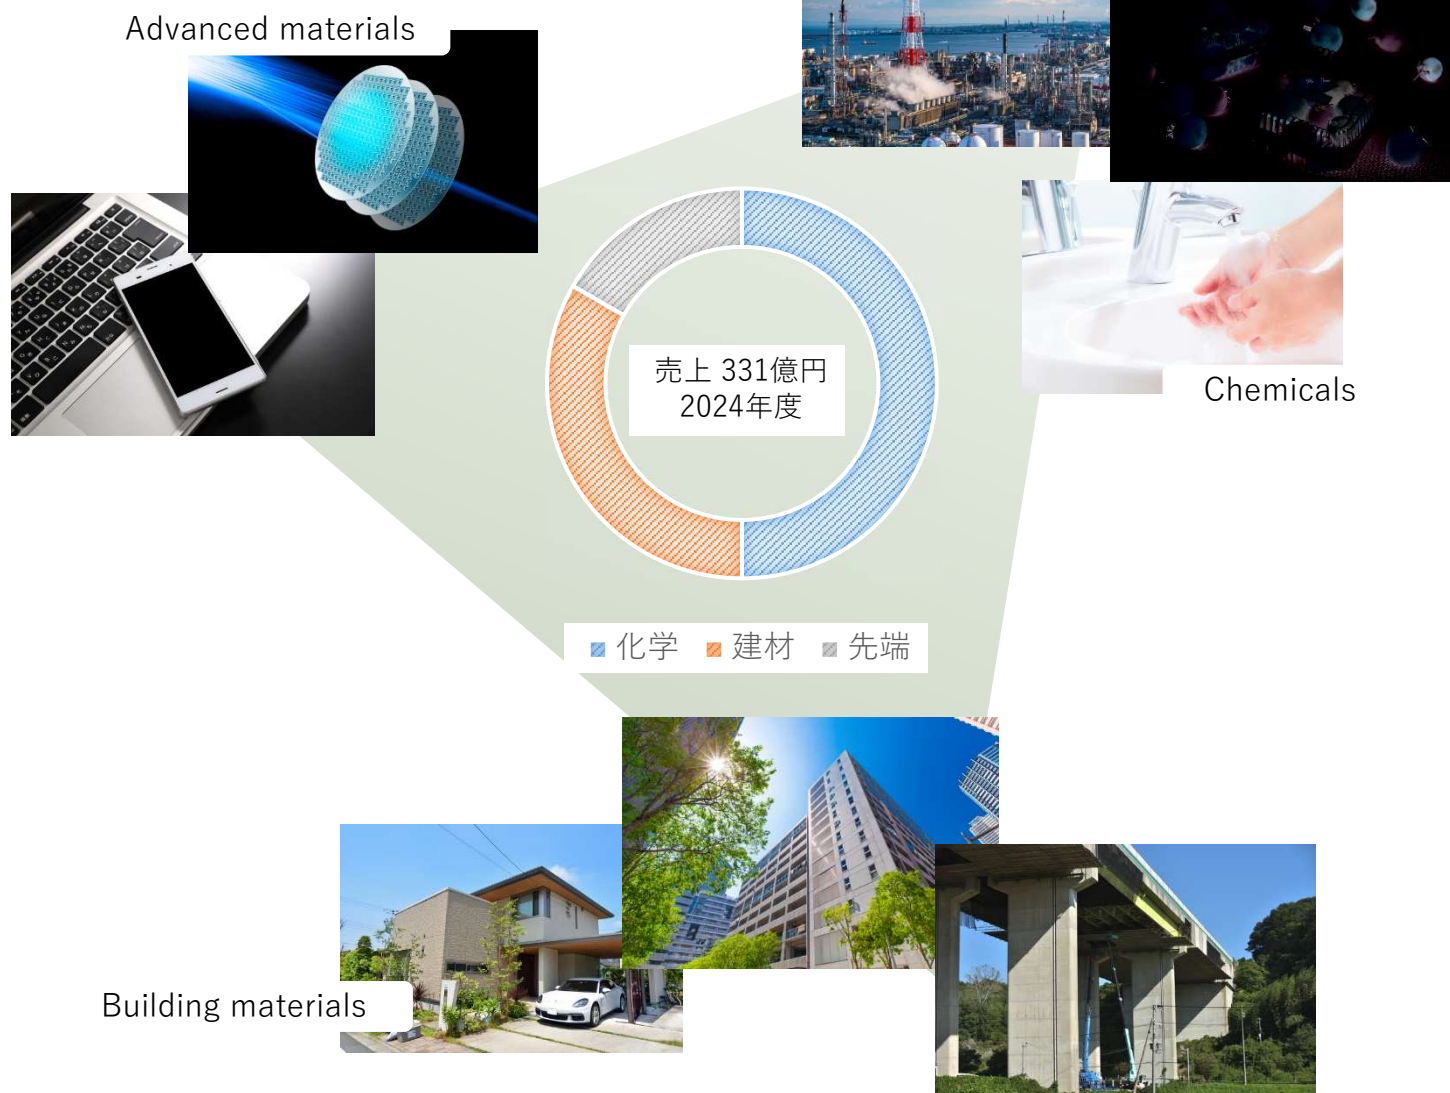 Advanced materials
売上 331億円
2024年度
Chemicals
化学 建材 先端
Building materials